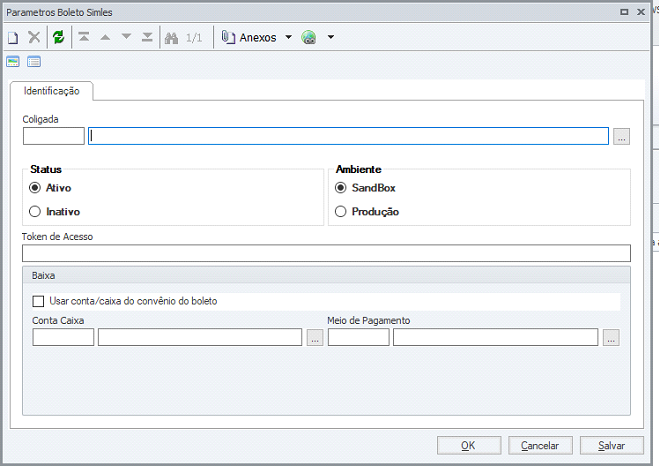 Parametros Boleto Simles
1/1 Anexos
Identificação
Coligada
...
Status Ambiente
Ativo SandBox
Inativo Produção
Token de Acesso
Baixa
Usar conta/caixa do convênio do boleto
Conta Caixa Meio de Pagamento
... ...
OK Cancelar Salvar